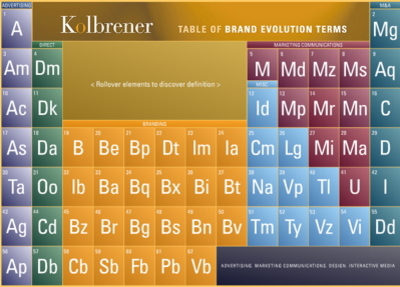 ADVERTISING
M&A
A
Kolbrener
TABLE OF BRAND EVOLUTION TERMS
Mg
DIRECT
MARKETING COMMUNICATIONS
Am Dm
M Md Mz Ms Aq
< Rollover elements to discover definition >
Ac Dk
Id Mp Mr Mn C
BRANDING
As Da B Be Bp Dt Im Ia Cm Lg Mi Ma D
Ta Oo Ib Ba Bq Bx Bi Bt Na Vp Tl U I
Ag Cd Bz Br Bg Bs Bn Bv Tm Ty Vz Vi Dd
Ap Db Cb Sb Fb Pb Vb
ADVERTISING, MARKETING COMMUNICATIONS, DESIGN, INTERACTIVE MEDIA